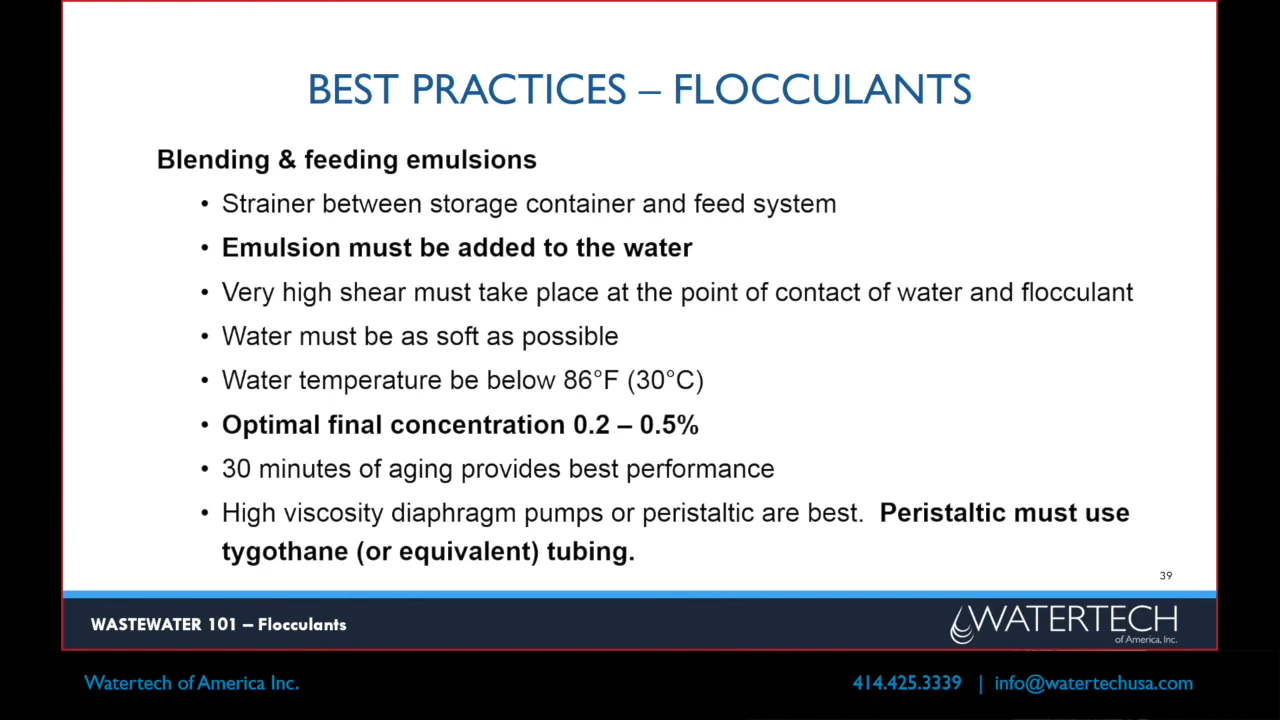 BEST PRACTICES – FLOCCULANTS
Blending & feeding emulsions
• Strainer between storage container and feed system
• Emulsion must be added to the water
• Very high shear must take place at the point of contact of water and flocculant
• Water must be as soft as possible
• Water temperature be below 86°F (30°C)
• Optimal final concentration 0.2 – 0.5%
• 30 minutes of aging provides best performance
• High viscosity diaphragm pumps or peristaltic are best. Peristaltic must use
tygothane (or equivalent) tubing.
39
WASTEWATER 101 – Flocculants
WATERTECH
of America, Inc.
Watertech of America Inc.
414.425.3339 | info@watertechusa.com